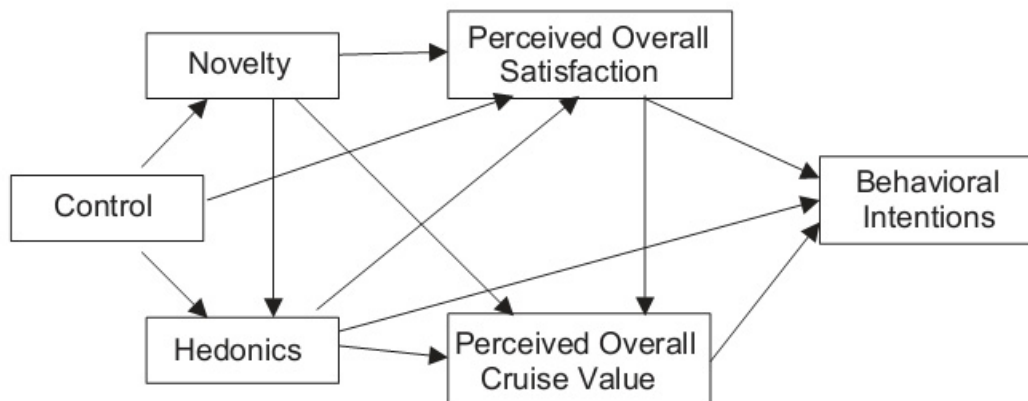 Novelty
Perceived Overall
Satisfaction
Control
Behavioral
Intentions
Hedonics
Perceived Overall
Cruise Value